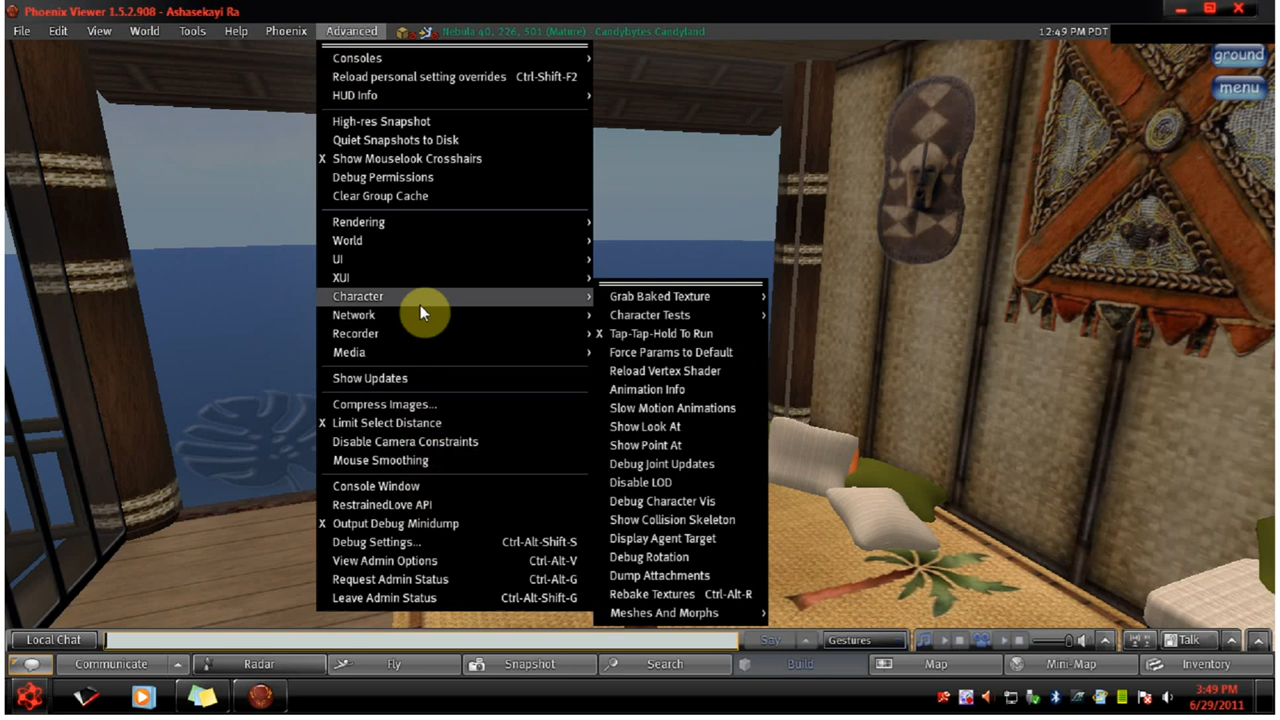 Phoenix Viewer 1.5.2.908 - Ashasekayi Ra
File Edit View World Tools Help Phoenix Advanced Nebula 40, 226, 501 (Mature) - Candybytes Candyland 12:49 PM PDT
ground
menu
Consoles
Reload personal setting overrides Ctrl-Shift-F2
HUD Info
High-res Snapshot
Quiet Snapshots to Disk
X Show Mouselook Crosshairs
Debug Permissions
Clear Group Cache
Rendering
World
UI
XUI
Character
Network
Recorder
Media
Show Updates
Compress Images...
X Limit Select Distance
Disable Camera Constraints
Mouse Smoothing
Console Window
RestrainedLove API
X Output Debug Minidump
Debug Settings... Ctrl-Alt-Shift-S
View Admin Options Ctrl-Alt-V
Request Admin Status Ctrl-Alt-G
Leave Admin Status Ctrl-Alt-Shift-G
Grab Baked Texture
Character Tests
X Tap-Tap-Hold To Run
Force Params to Default
Reload Vertex Shader
Animation Info
Slow Motion Animations
Show Look At
Show Point At
Debug Joint Updates
Disable LOD
Debug Character Vis
Show Collision Skeleton
Display Agent Target
Debug Rotation
Dump Attachments
Rebake Textures Ctrl-Alt-R
Meshes And Morphs
Local Chat Say Gestures Talk
Communicate Radar Fly Snapshot Search Build Map Mini-Map Inventory
3:49 PM
6/29/2011